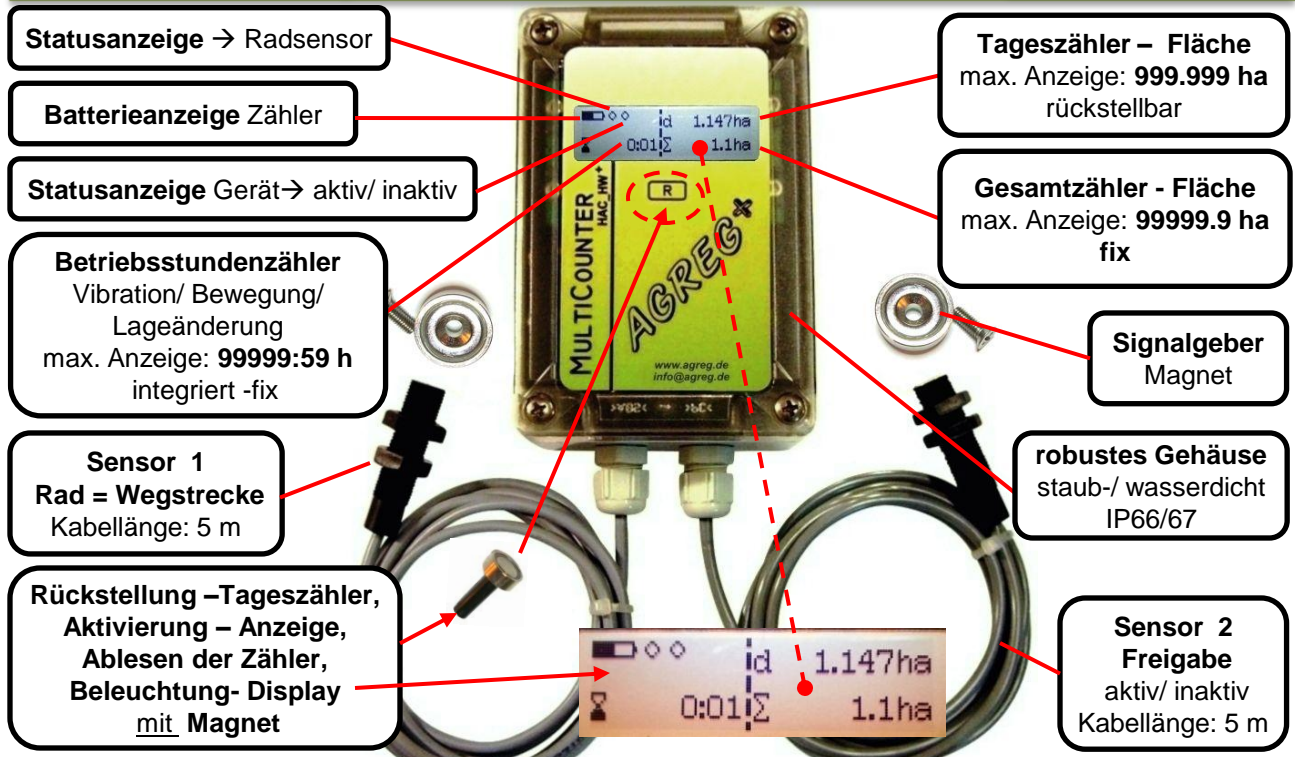 Statusanzeige → Radsensor
Batterieanzeige Zähler
Statusanzeige Gerät→ aktiv/ inaktiv
Betriebsstundenzähler
Vibration/ Bewegung/
Lageänderung
max. Anzeige: 99999:59 h
integriert -fix
Sensor 1
Rad = Wegstrecke
Kabellänge: 5 m
Rückstellung –Tageszähler,
Aktivierung – Anzeige,
Ablesen der Zähler,
Beleuchtung- Display
mit Magnet
d 1.147ha
0:01 Σ 1.1ha
R
MULTICOUNTER
HAC_HW+
AGREGX
www.agreg.de
info@agreg.de
>ABS< >PC<
d 1.147ha
0:01 Σ 1.1ha
Tageszähler – Fläche
max. Anzeige: 999.999 ha
rückstellbar
Gesamtzähler - Fläche
max. Anzeige: 99999.9 ha
fix
Signalgeber
Magnet
robustes Gehäuse
staub-/ wasserdicht
IP66/67
Sensor 2
Freigabe
aktiv/ inaktiv
Kabellänge: 5 m